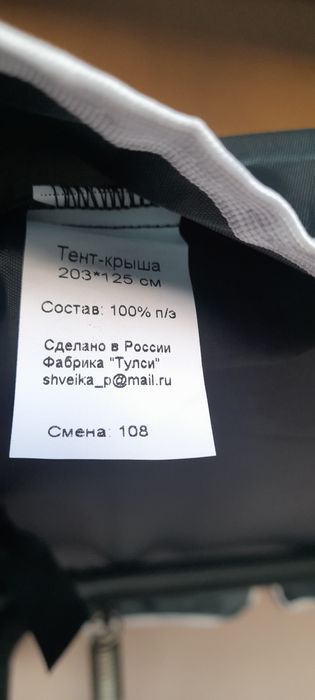 Тент-крыша
203*125 см
Состав: 100% п/э
Сделано в России
Фабрика "Тулси"
shveika_p@mail.ru
Смена: 108